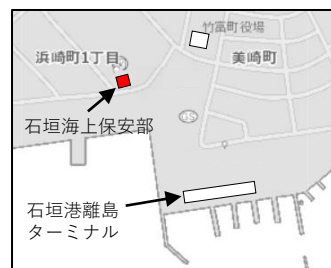 竹富町役場
浜崎町1丁目
美崎町
石垣海上保安部
石垣港離島
ターミナル